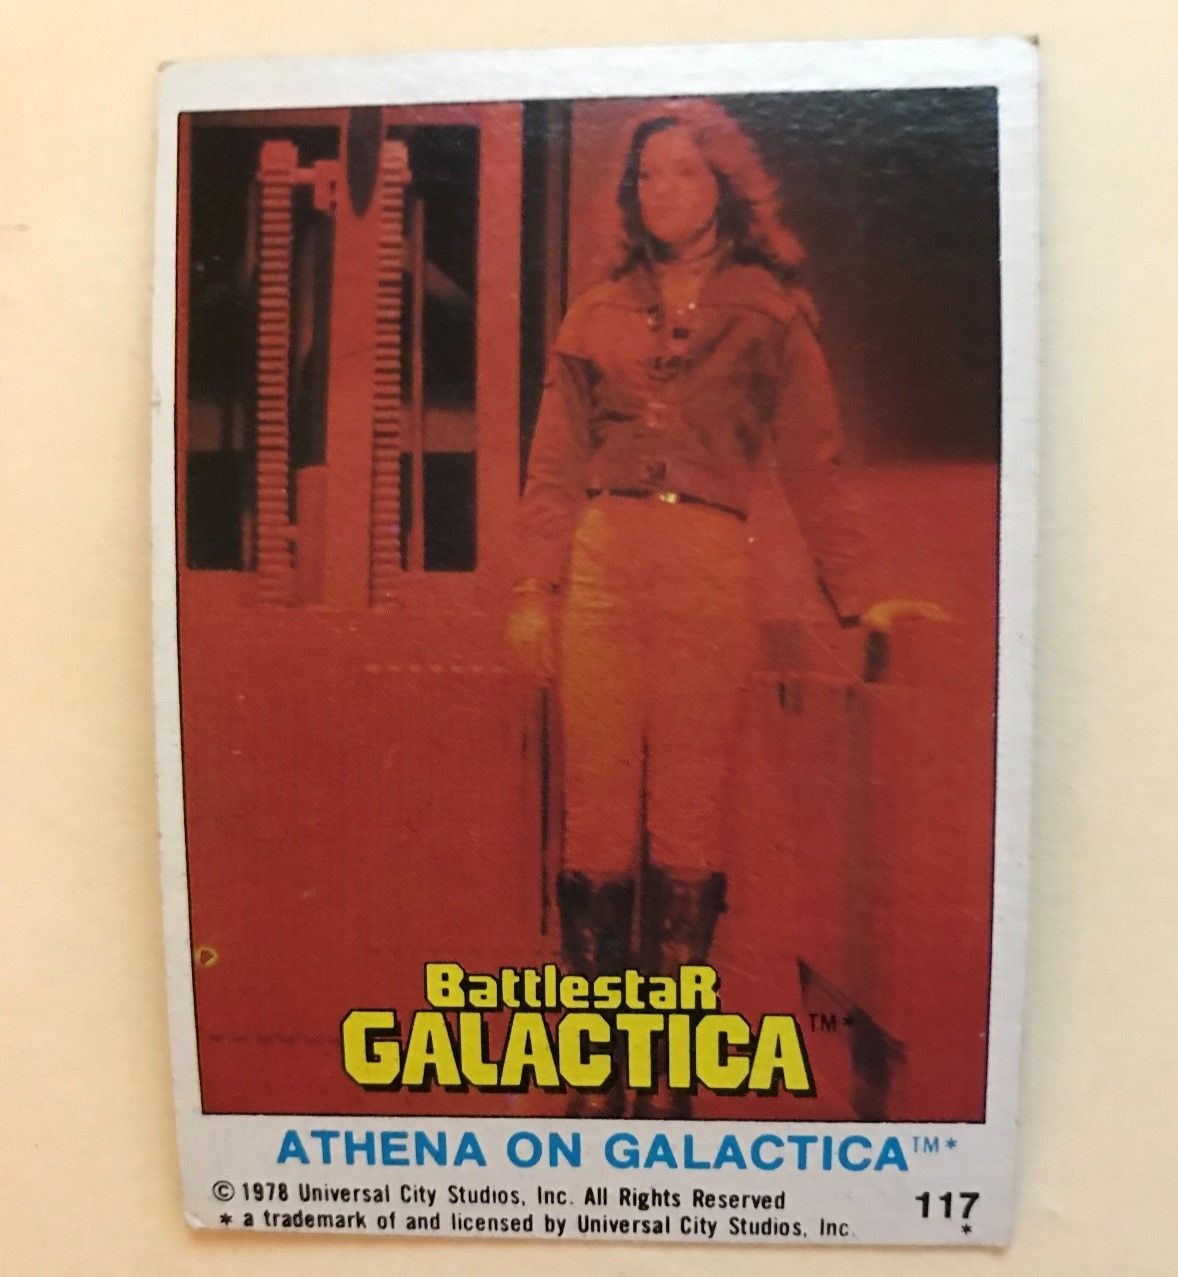 BattlestaR
GALACTICA™*
ATHENA ON GALACTICA™*
© 1978 Universal City Studios, Inc. All Rights Reserved
* a trademark of and licensed by Universal City Studios, Inc.
117
*